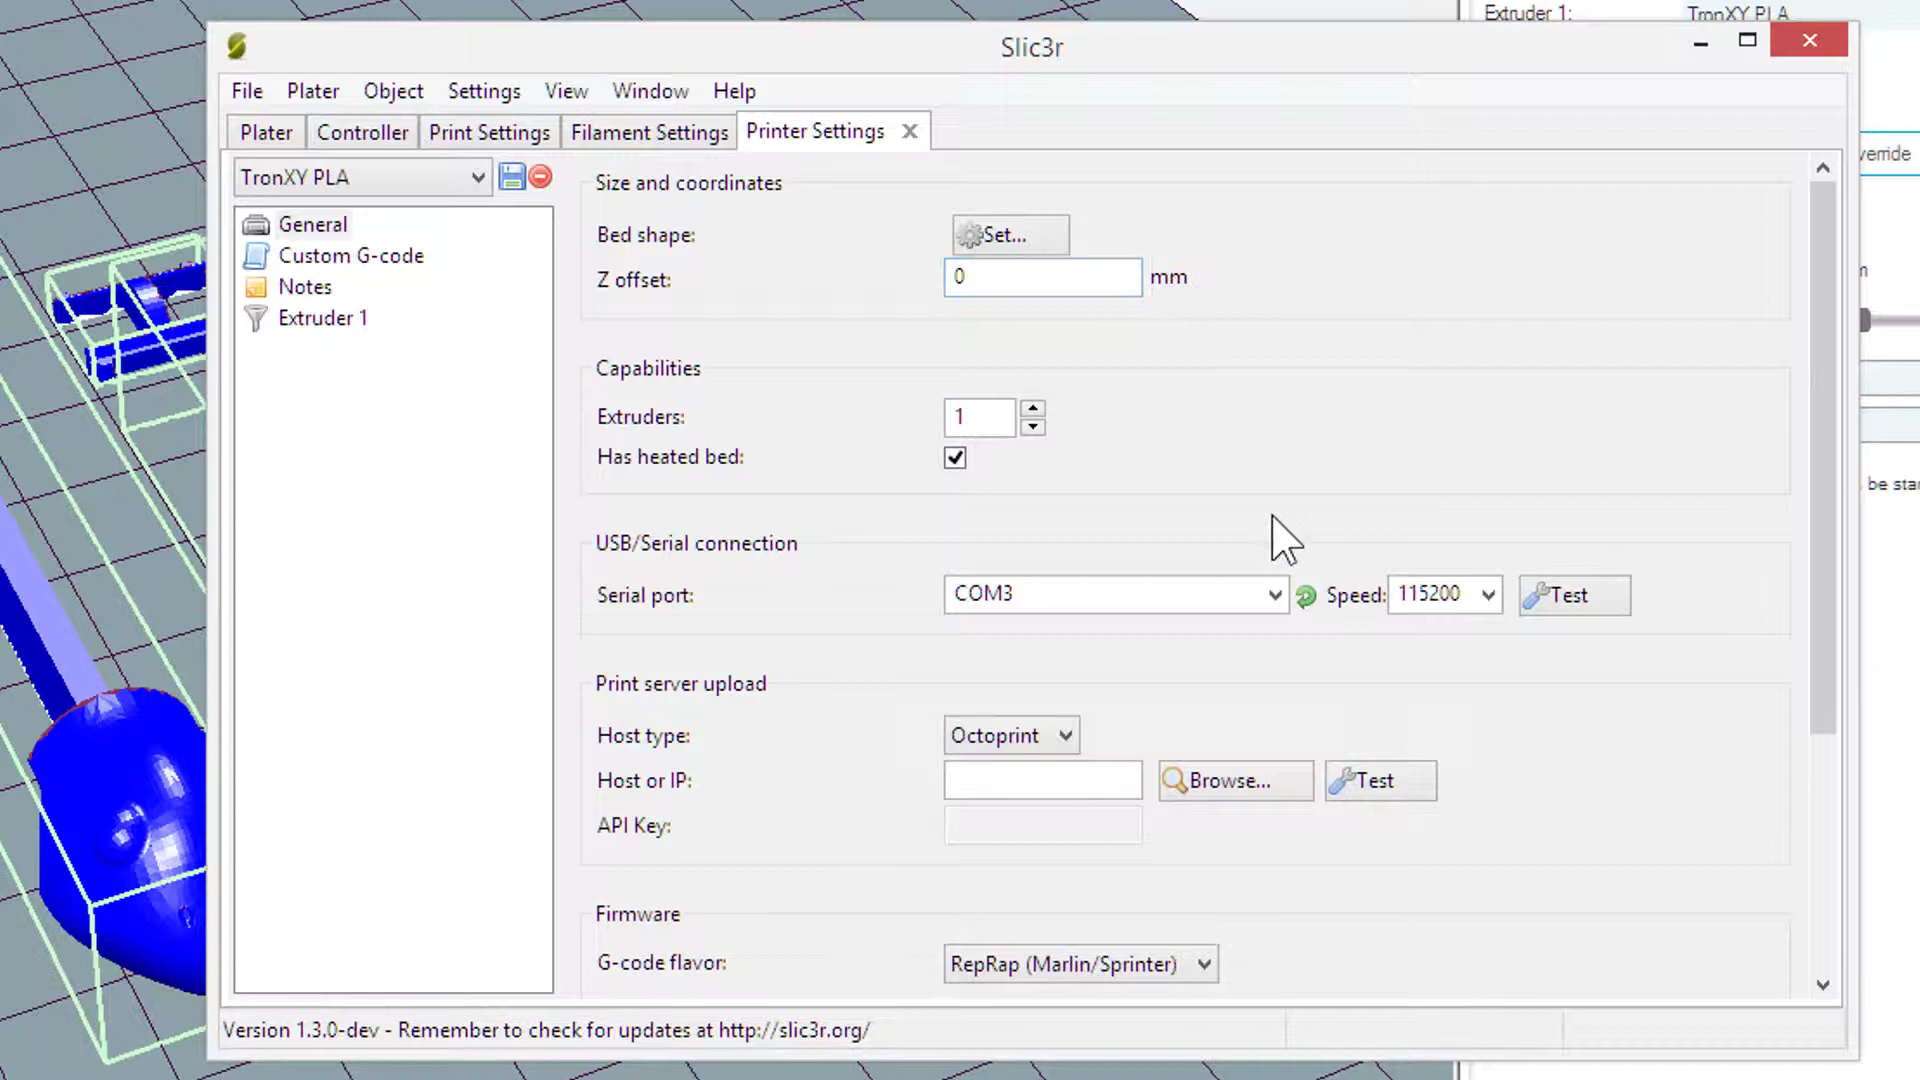 Extruder 1: TronXY PLA
Slic3r
File Plater Object Settings View Window Help
Plater Controller Print Settings Filament Settings Printer Settings
TronXY PLA
General
Custom G-code
Notes
Extruder 1
Size and coordinates
Bed shape: Set...
Z offset: 0 mm
Capabilities
Extruders: 1
Has heated bed:
USB/Serial connection
Serial port: COM3 Speed: 115200 Test
Print server upload
Host type: Octoprint
Host or IP: Browse... Test
API Key:
Firmware
G-code flavor: RepRap (Marlin/Sprinter)
Version 1.3.0-dev - Remember to check for updates at http://slic3r.org/
verride
be star